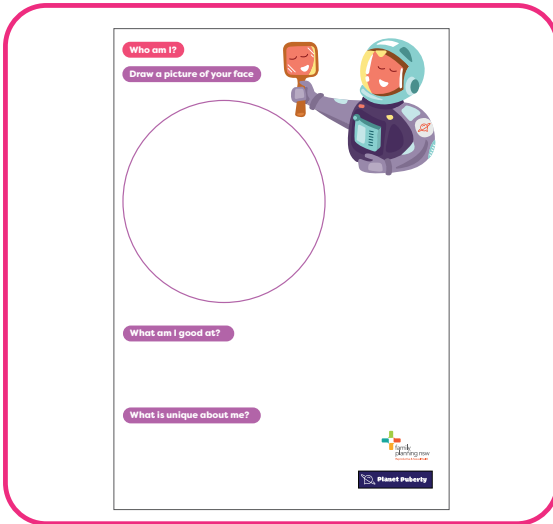 Who am I?
Draw a picture of your face
What am I good at?
What is unique about me?
family
planning nsw
Planet Puberty